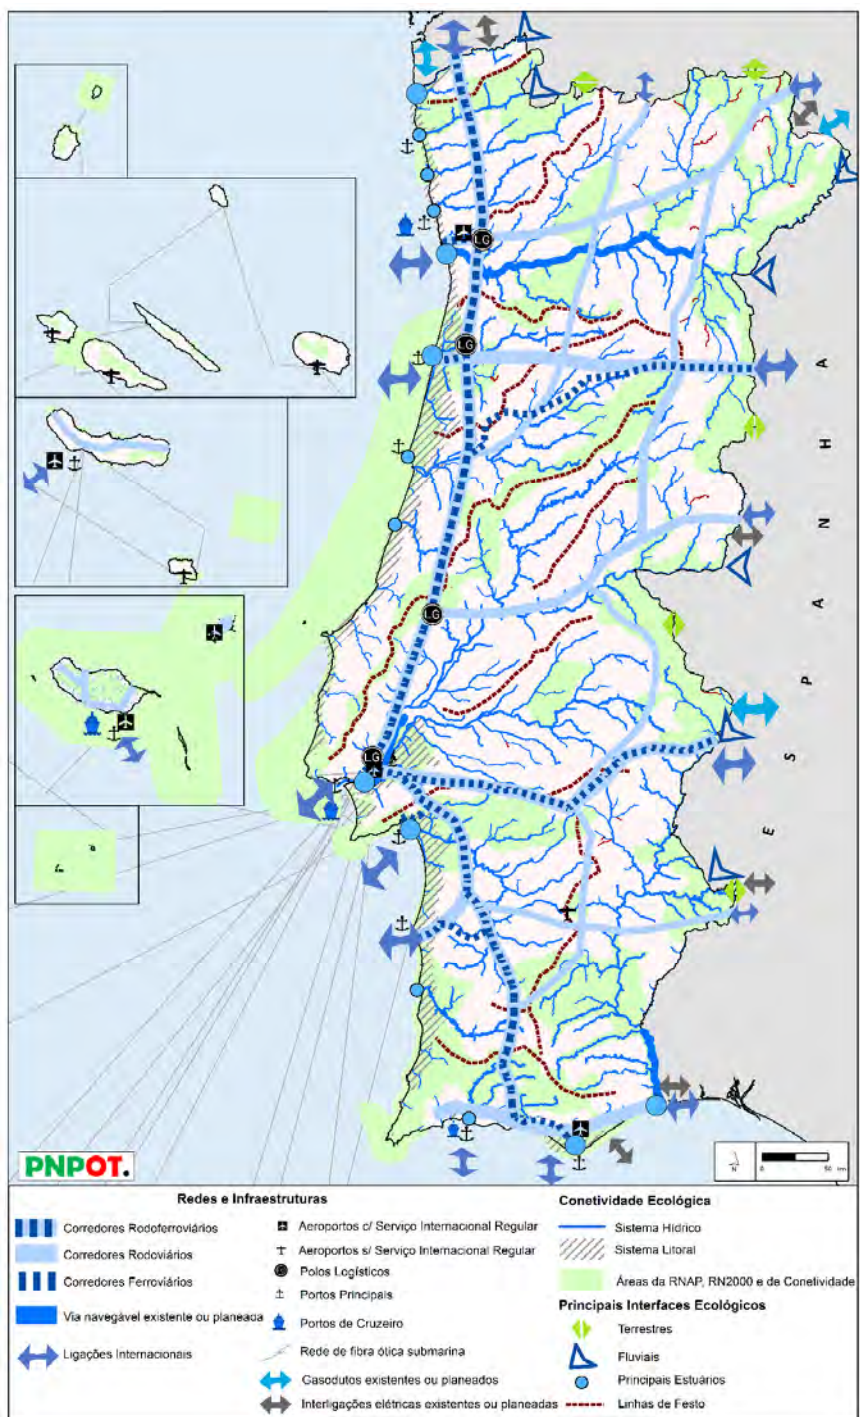 LG
LG
LG
LG
E S P A N H A
PNPOT.
N
0 50 km
Redes e Infraestruturas
Corredores Rodoferroviários
Corredores Rodoviários
Corredores Ferroviários
Via navegável existente ou planeada
Ligações Internacionais
Aeroportos c/ Serviço Internacional Regular
Aeroportos s/ Serviço Internacional Regular
Polos Logísticos
Portos Principais
Portos de Cruzeiro
Rede de fibra ótica submarina
Gasodutos existentes ou planeados
Interligações elétricas existentes ou planeadas
Conetividade Ecológica
Sistema Hídrico
Sistema Litoral
Áreas da RNAP, RN2000 e de Conetividade
Principais Interfaces Ecológicos
Terrestres
Fluviais
Principais Estuários
Linhas de Festo